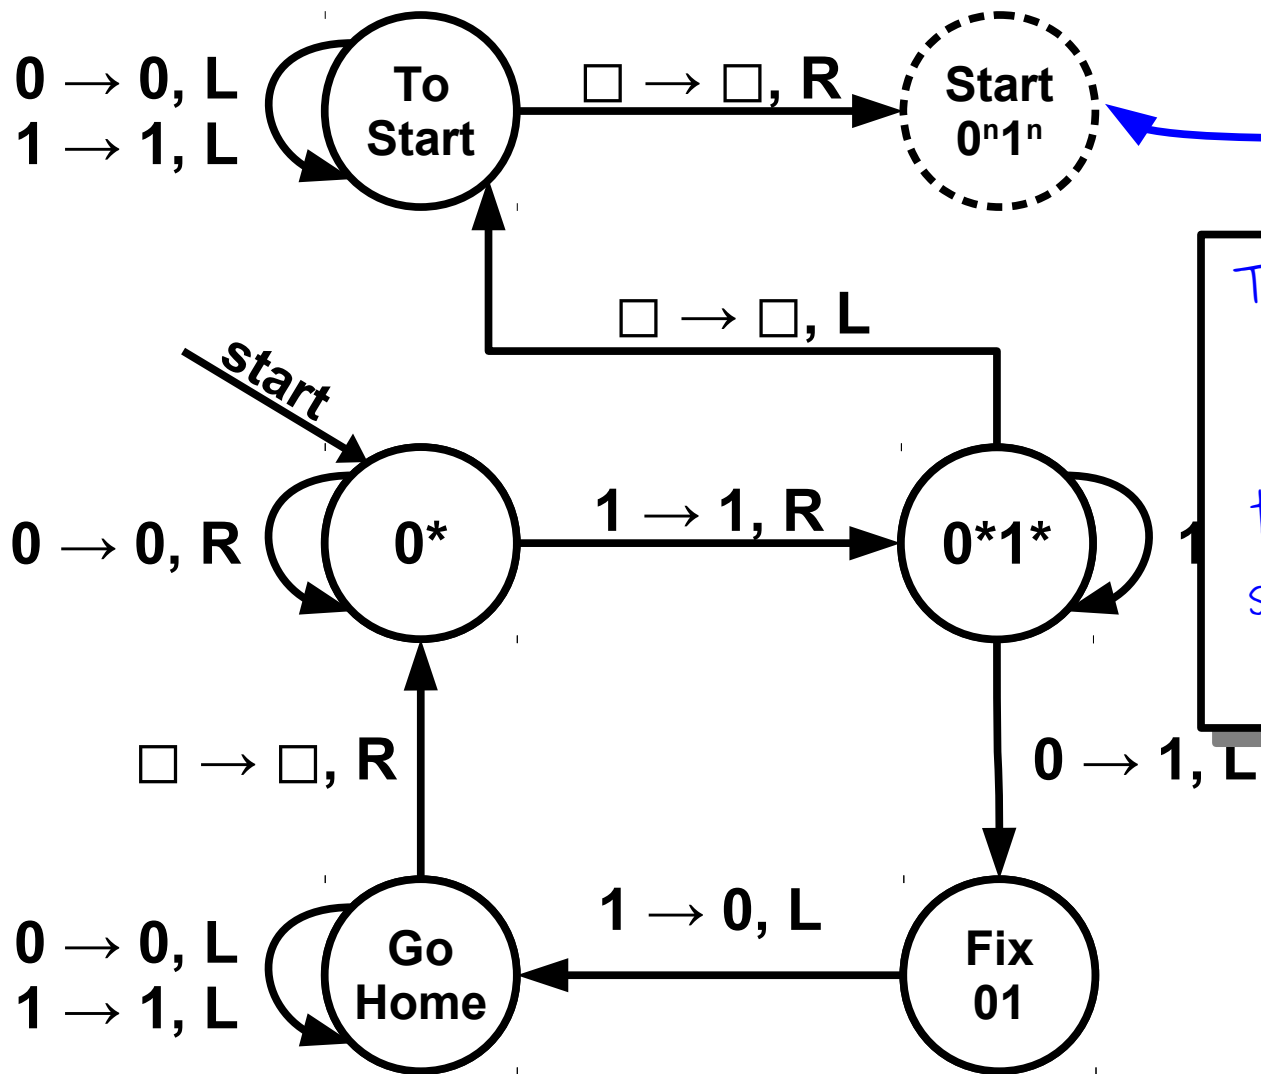 0 → 0, L
1 → 1, L
To
Start
□ → □, R
Start
0ⁿ1ⁿ
□ → □, L
start
0 → 0, R
0*
1 → 1, R
0*1*
1
□ → □, R
0 → 1, L
0 → 0, L
1 → 1, L
Go
Home
1 → 0, L
Fix
01